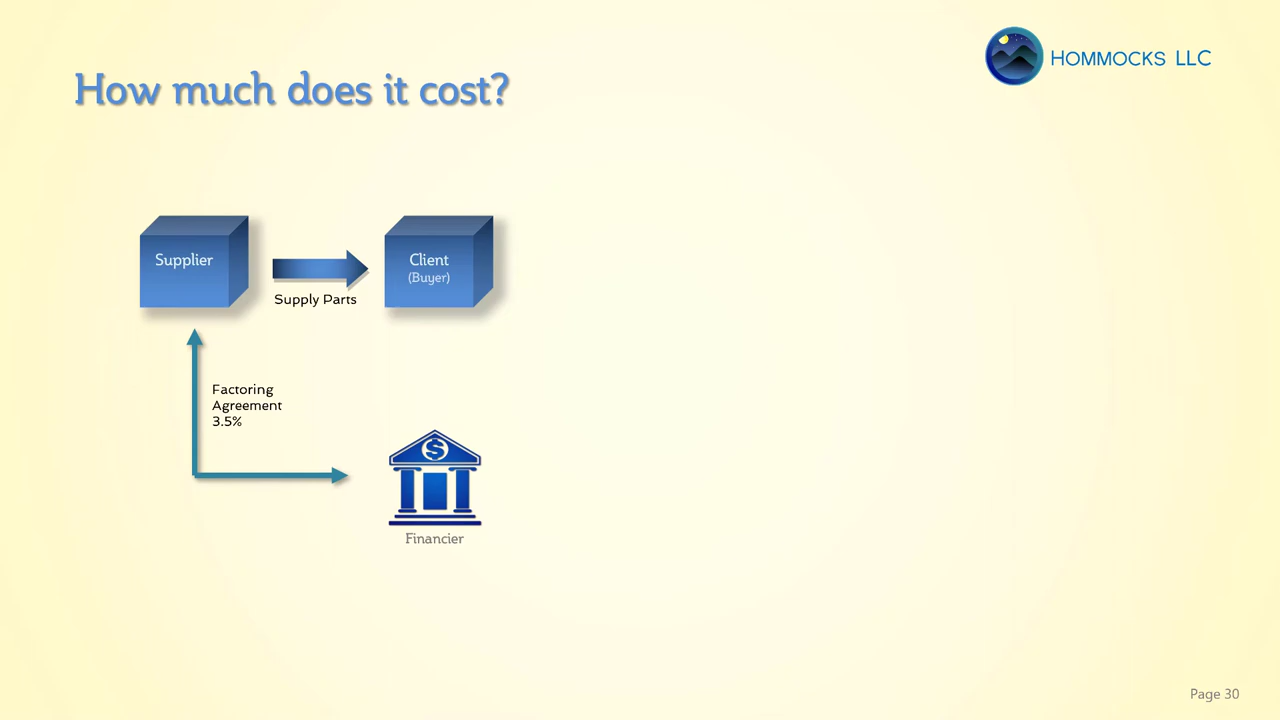 HOMMOCKS LLC
How much does it cost?
Supplier
Client
(Buyer)
Supply Parts
Factoring
Agreement
3.5%
$
Financier
Page 30